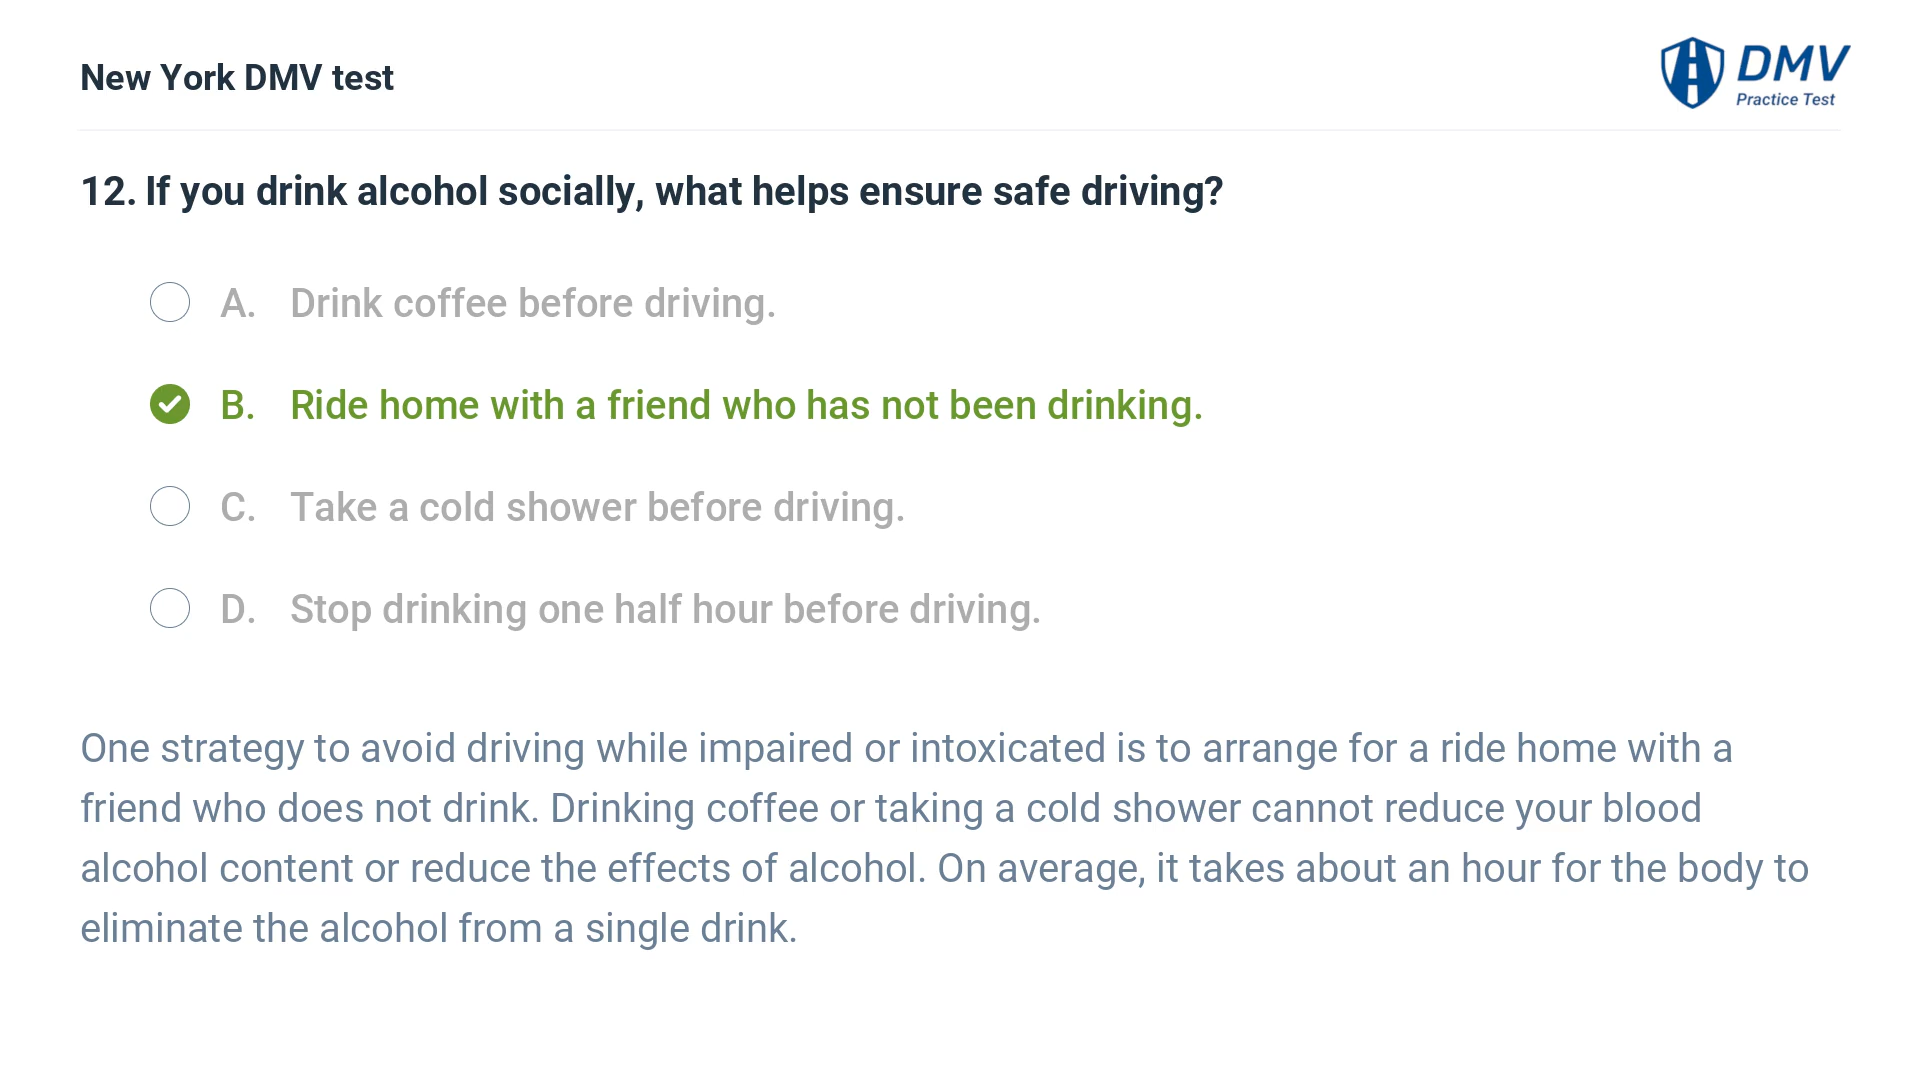 New York DMV test
DMV
Practice Test
12. If you drink alcohol socially, what helps ensure safe driving?
A. Drink coffee before driving.
B. Ride home with a friend who has not been drinking.
C. Take a cold shower before driving.
D. Stop drinking one half hour before driving.
One strategy to avoid driving while impaired or intoxicated is to arrange for a ride home with a
friend who does not drink. Drinking coffee or taking a cold shower cannot reduce your blood
alcohol content or reduce the effects of alcohol. On average, it takes about an hour for the body to
eliminate the alcohol from a single drink.